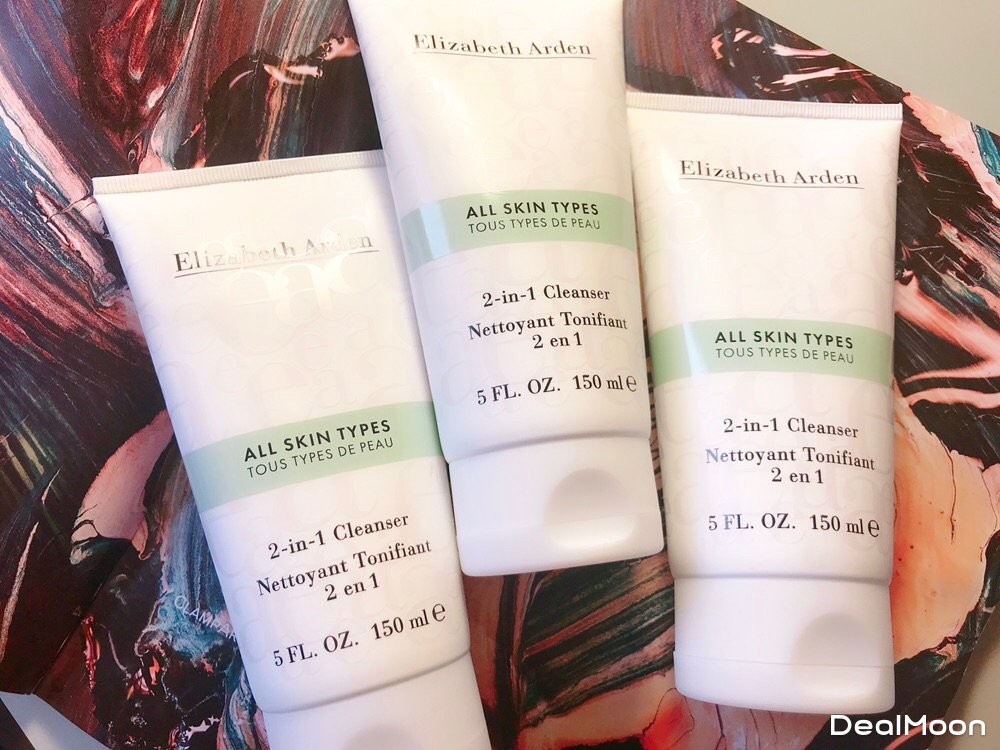 Elizabeth Arden
ALL SKIN TYPES
TOUS TYPES DE PEAU
2-in-1 Cleanser
Nettoyant Tonifiant
2 en 1
5 FL. OZ. 150 ml ℮
Elizabeth Arden
ALL SKIN TYPES
TOUS TYPES DE PEAU
2-in-1 Cleanser
Nettoyant Tonifiant
2 en 1
5 FL. OZ. 150 ml ℮
Elizabeth Arden
ALL SKIN TYPES
TOUS TYPES DE PEAU
2-in-1 Cleanser
Nettoyant Tonifiant
2 en 1
5 FL. OZ. 150 ml ℮
DealMoon